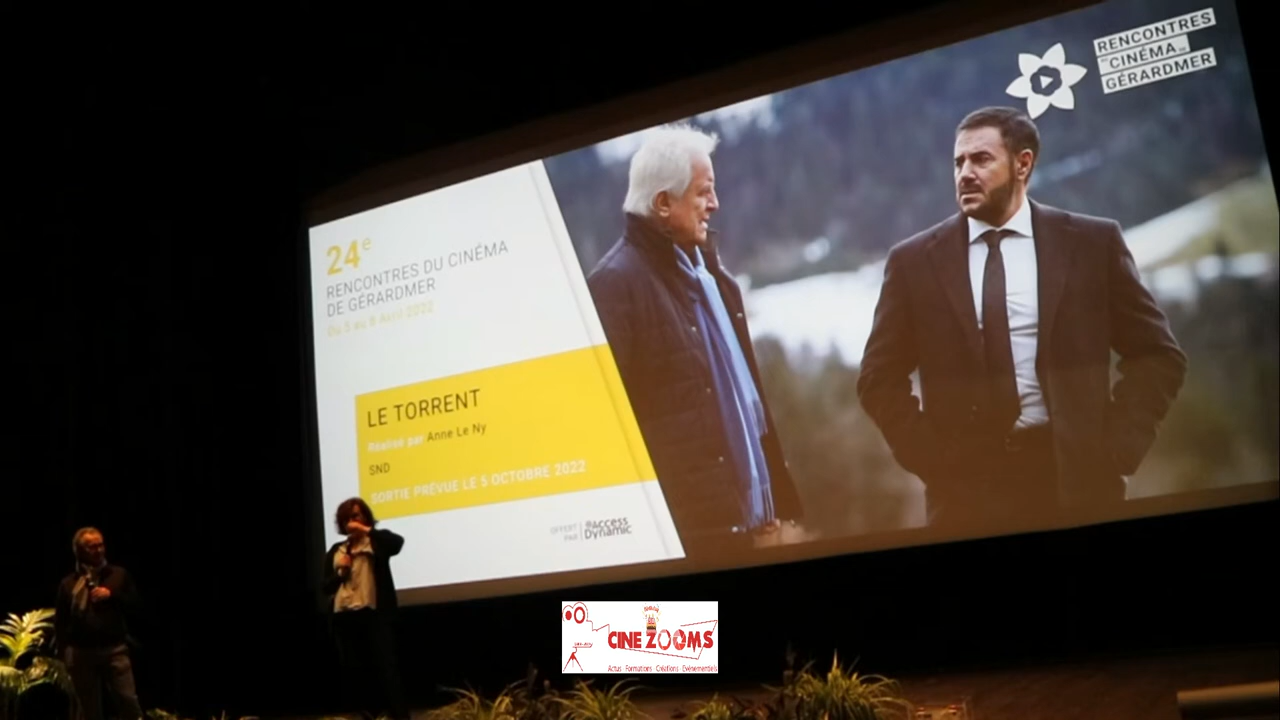 RENCONTRES
DU CINÉMA DE
GÉRARDMER
24e
RENCONTRES DU CINÉMA
DE GÉRARDMER
Du 5 au 8 Avril 2022
LE TORRENT
Réalisé par Anne Le Ny
SND
SORTIE PRÉVUE LE 5 OCTOBRE 2022
OFFERT
PAR
Access
Dynamic
CINE ZOOMS
Actus Formations Créations Evénementiel